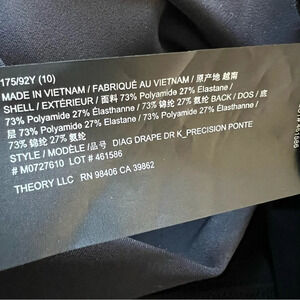 175/92Y (10)
MADE IN VIETNAM / FABRIQUÉ AU VIETNAM / 原产地 越南
SHELL / EXTÉRIEUR / 面料 73% Polyamide 27% Elastane /
73% Polyamide 27% Élasthanne / 73% 锦纶 27% 氨纶 BACK / DOS / 底
层 73% Polyamide 27% Elastane / 73% Polyamide 27% Élasthanne /
73% 锦纶 27% 氨纶
STYLE / MODÈLE /品号 DIAG DRAPE DR K_PRECISION PONTE
# M0727610 LOT # 461586
THEORY LLC RN 98406 CA 39862